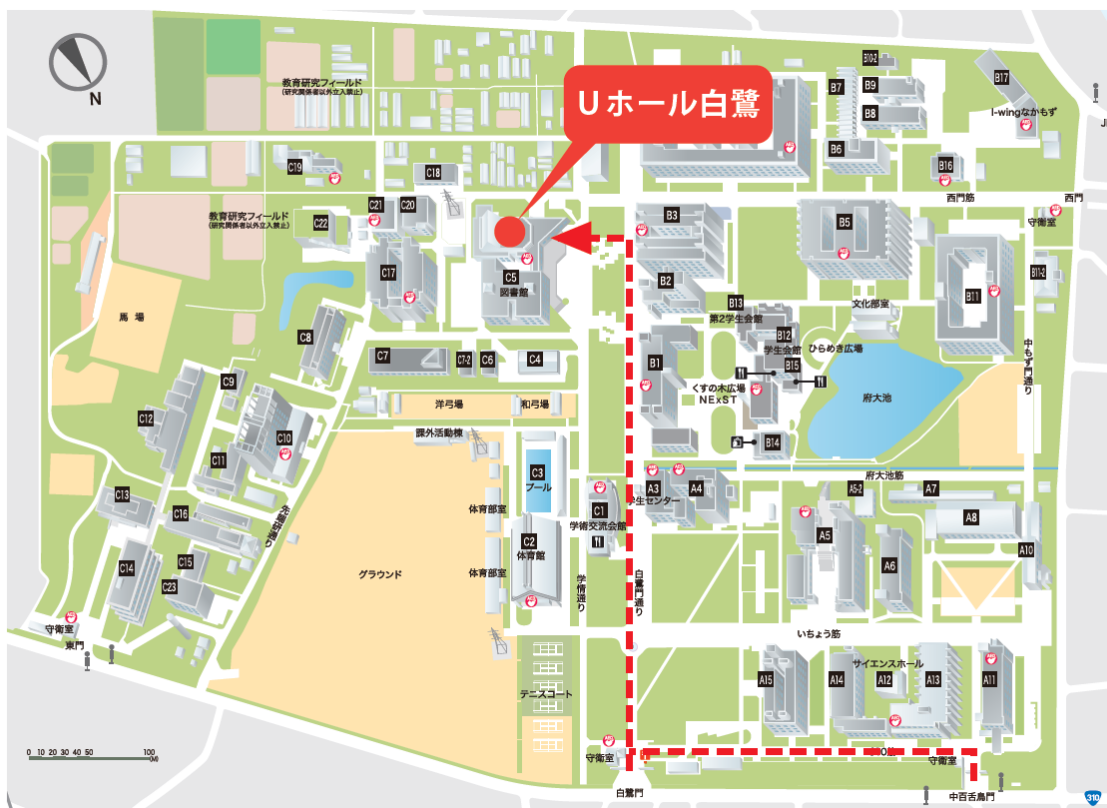 N
教育研究フィールド
(研究関係者以外立入禁止)
Uホール白鷺
B10-2
B7
B9
B8
B6
B17
I-wingなかもず
B16
西門筋
西門
守衛室
J
C19
C18
C21
C20
教育研究フィールド
(研究関係者以外立入禁止)
C22
C17
C5
図書館
B3
B2
B5
B11
B11-2
文化部室
B13
第2学生会館
B12
学生会館
B15
ひらめき広場
馬場
C8
C7
C7-2
C6
C4
B1
くすの木広場
NExST
府大池
中もず門通り
C9
洋弓場
和弓場
課外活動棟
C12
C10
C11
B14
C3
プール
府大池筋
C13
C16
体育部室
C1
学術交流会館
A3
A4
学生センター
A5-2
A7
A8
A5
A6
A10
C2
体育館
C15
C14
C23
グラウンド
体育部室
学情通り
白鷺門通り
守衛室
東門
いちょう筋
サイエンスホール
テニスコート
A15
A14
A12
A13
A11
守衛室
守衛室
0 10 20 30 40 50 100
(M)
白鷺門
中百舌鳥門
310